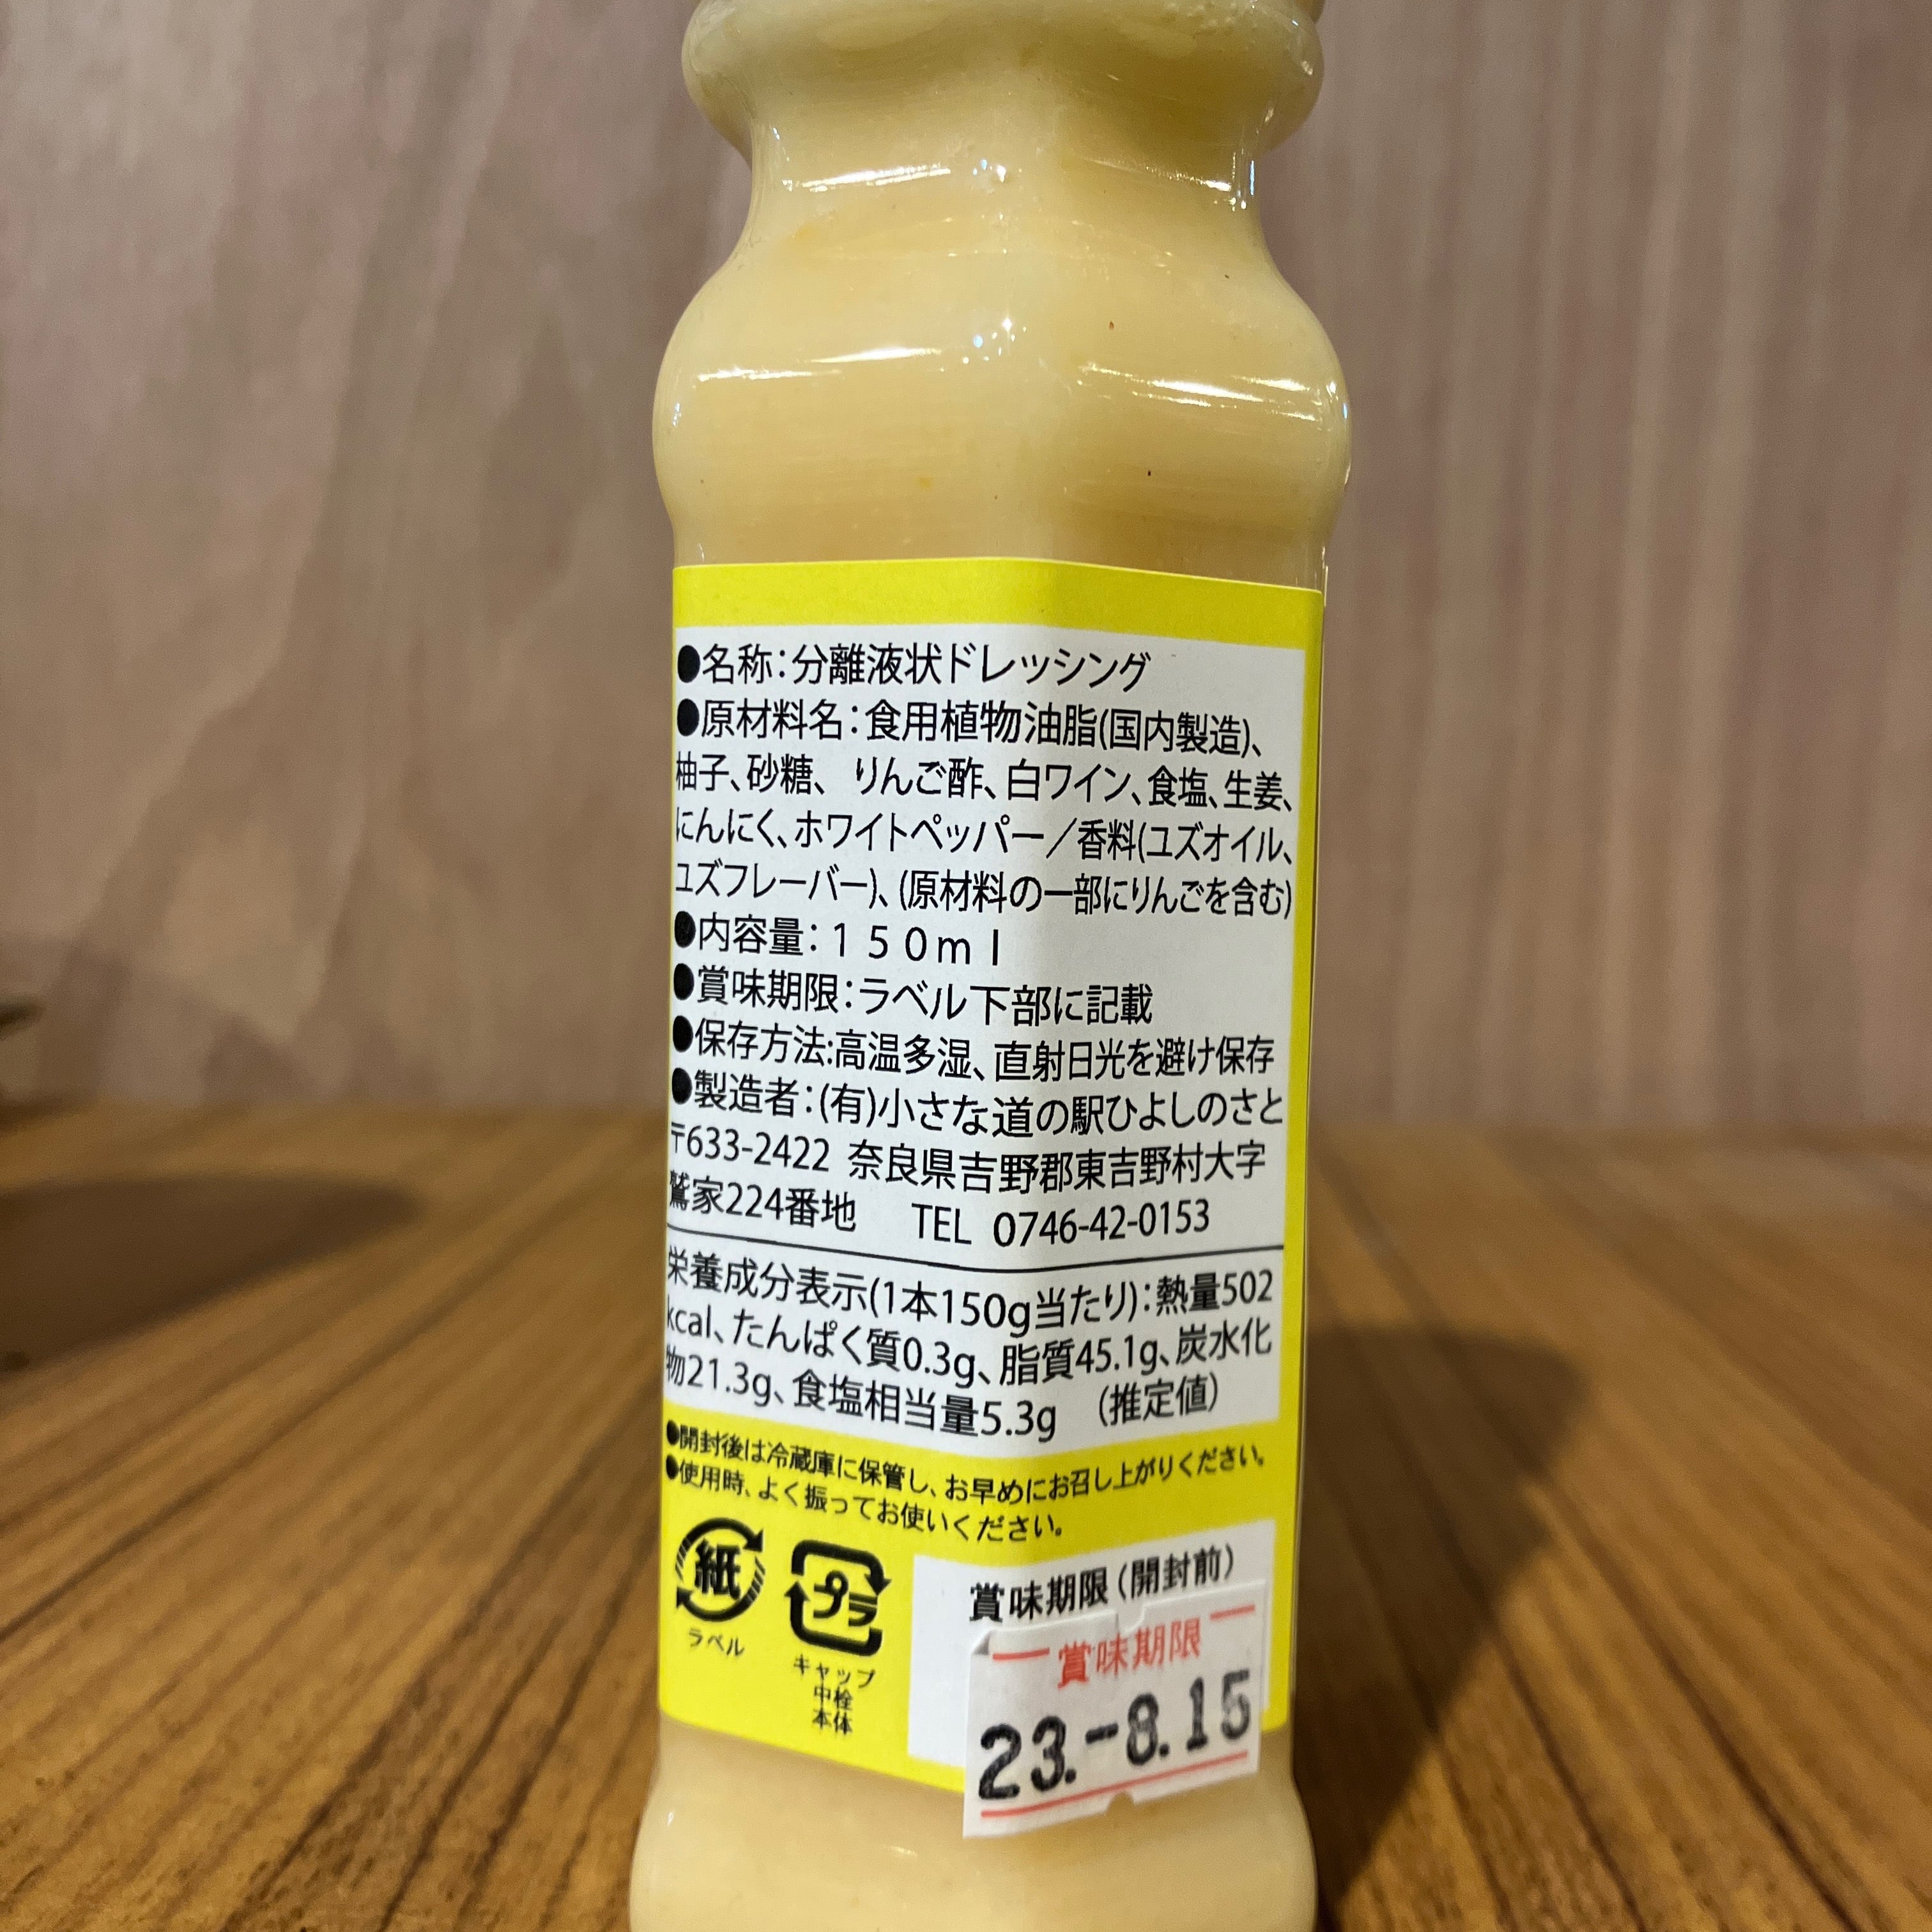 ●名称：分離液状ドレッシング
●原材料名：食用植物油脂(国内製造)、
柚子、砂糖、 りんご酢、白ワイン、食塩、生姜、
にんにく、ホワイトペッパー／香料(ユズオイル、
ユズフレーバー)、(原材料の一部にりんごを含む)
●内容量：１５０ｍｌ
●賞味期限：ラベル下部に記載
●保存方法:高温多湿、直射日光を避け保存
●製造者：(有)小さな道の駅ひよしのさと
〒633-2422 奈良県吉野郡東吉野村大字
鷲家224番地 TEL 0746-42-0153
栄養成分表示(1本150g当たり)：熱量502
kcal、たんぱく質0.3g、脂質45.1g、炭水化
物21.3g、食塩相当量5.3g (推定値)
●開封後は冷蔵庫に保管し、お早めにお召し上がりください。
●使用時、よく振ってお使いください。
紙
ラベル
プラ
キャップ
中栓
本体
賞味期限(開封前)
賞味期限
23.-8.15